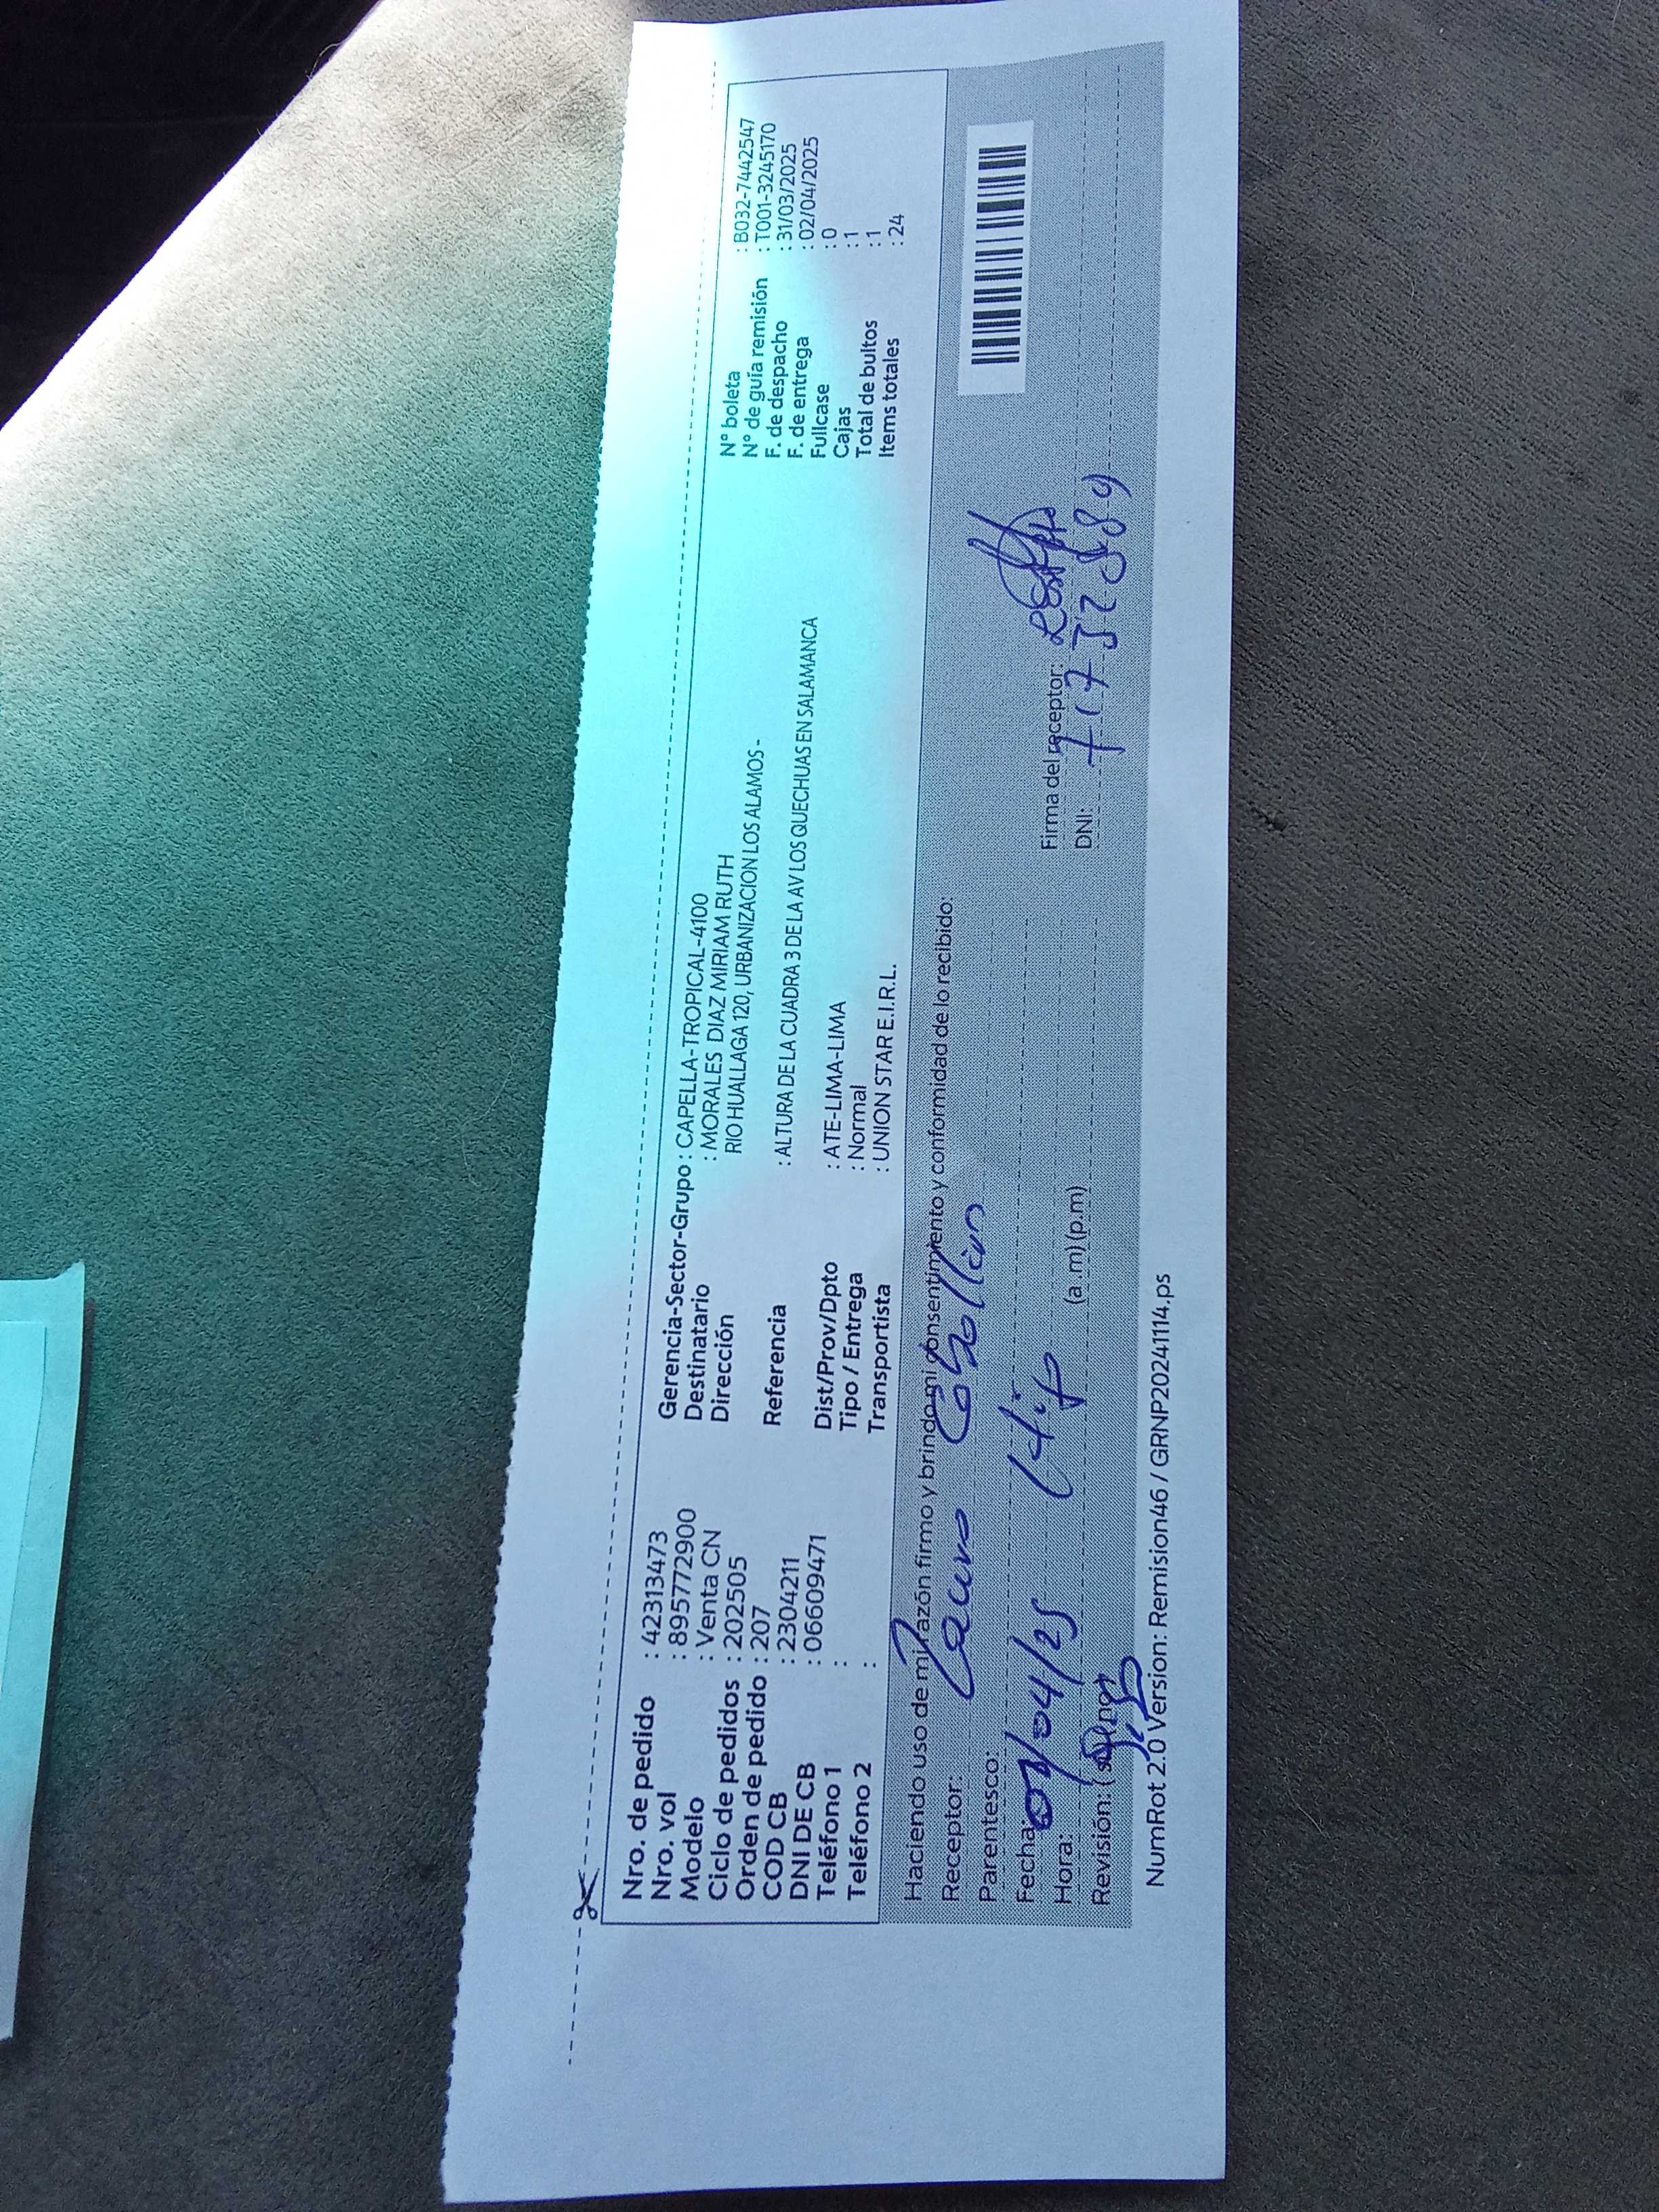 Nro. de pedido : 42313473
Nro. vol : 895772900
Modelo : Venta CN
Ciclo de pedidos : 202505
Orden de pedido : 207
COD CB : 2304211
DNI DE CB : 06609471
Teléfono 1 :
Teléfono 2 :
Gerencia-Sector-Grupo : CAPELLA-TROPICAL-4100
Destinatario : MORALES DIAZ MIRIAM RUTH
Dirección RIO HUALLAGA 120, URBANIZACION LOS ALAMOS -
Referencia : ALTURA DE LA CUADRA 3 DE LA AV LOS QUECHUAS EN SALAMANCA
Dist/Prov/Dpto : ATE-LIMA-LIMA
Tipo / Entrega : Normal
Transportista : UNION STAR E.I.R.L.
N° boleta : B032-7442547
N° de guía remisión : T001-3245170
F. de despacho : 31/03/2025
F. de entrega : 02/04/2025
Fullcase : 0
Cajas : 1
Total de bultos : 1
Items totales : 24
Haciendo uso de mi razón firmo y brindo mi consentimiento y conformidad de lo recibido:
Receptor:
Parentesco:
Fecha: /04/25
Hora: (a.m) (p.m)
Revisión: (
Firma del receptor:
DNI:
NumRot 2.0 Version: Remision46 / GRNP20241114.ps